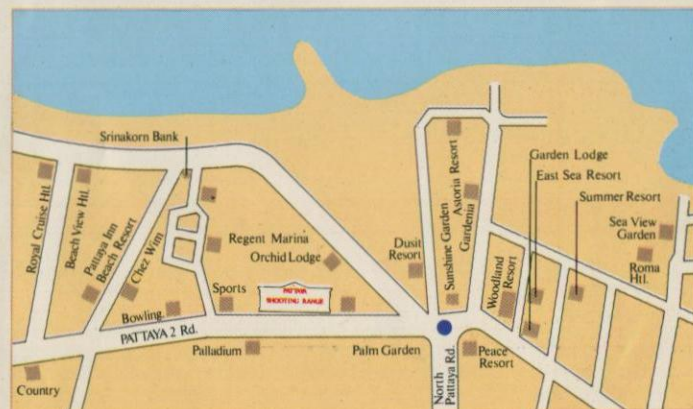 Srinakorn Bank
Royal Cruise Htl.
Beach View Htl.
Pattaya Inn
Beach Resort
Chez Wim
Regent Marina
Orchid Lodge
Sports
PATTAYA
SHOOTING RANGE
Bowling
PATTAYA 2 Rd.
Palladium
Palm Garden
Country
Dusit
Resort
Sunshine Garden
Astoria Resort
Gardenia
Garden Lodge
East Sea Resort
Summer Resort
Sea View
Garden
Roma
Htl.
Woodland
Resort
Peace
Resort
North
Pattaya Rd.